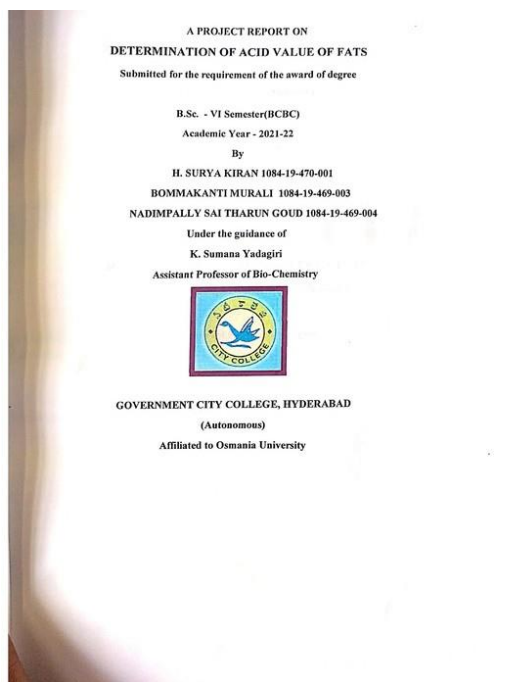 A PROJECT REPORT ON
DETERMINATION OF ACID VALUE OF FATS
Submitted for the requirement of the award of degree
B.Sc. - VI Semester(BCBC)
Academic Year - 2021-22
By
H. SURYA KIRAN 1084-19-470-001
BOMMAKANTI MURALI 1084-19-469-003
NADIMPALLY SAI THARUN GOUD 1084-19-469-004
Under the guidance of
K. Sumana Yadagiri
Assistant Professor of Bio-Chemistry
CITY COLLEGE
GOVERNMENT CITY COLLEGE, HYDERABAD
(Autonomous)
Affiliated to Osmania University